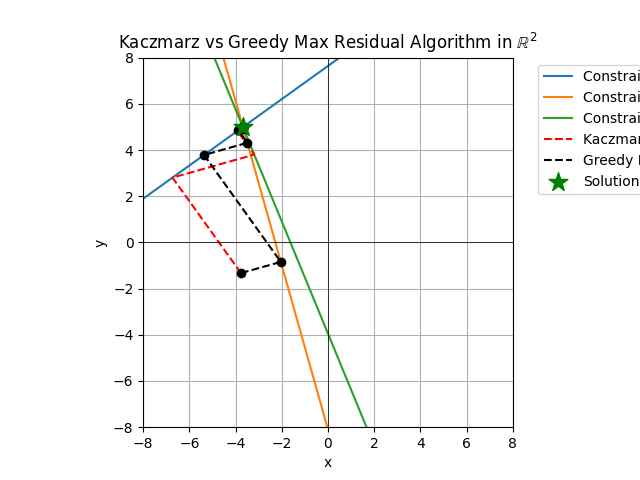 Kaczmarz vs Greedy Max Residual Algorithm in ℝ²
8
6
4
2
0
−2
−4
−6
−8
y
−8 −6 −4 −2 0 2 4 6 8
x
Constrai
Constrai
Constrai
Kaczmar
Greedy
Solution